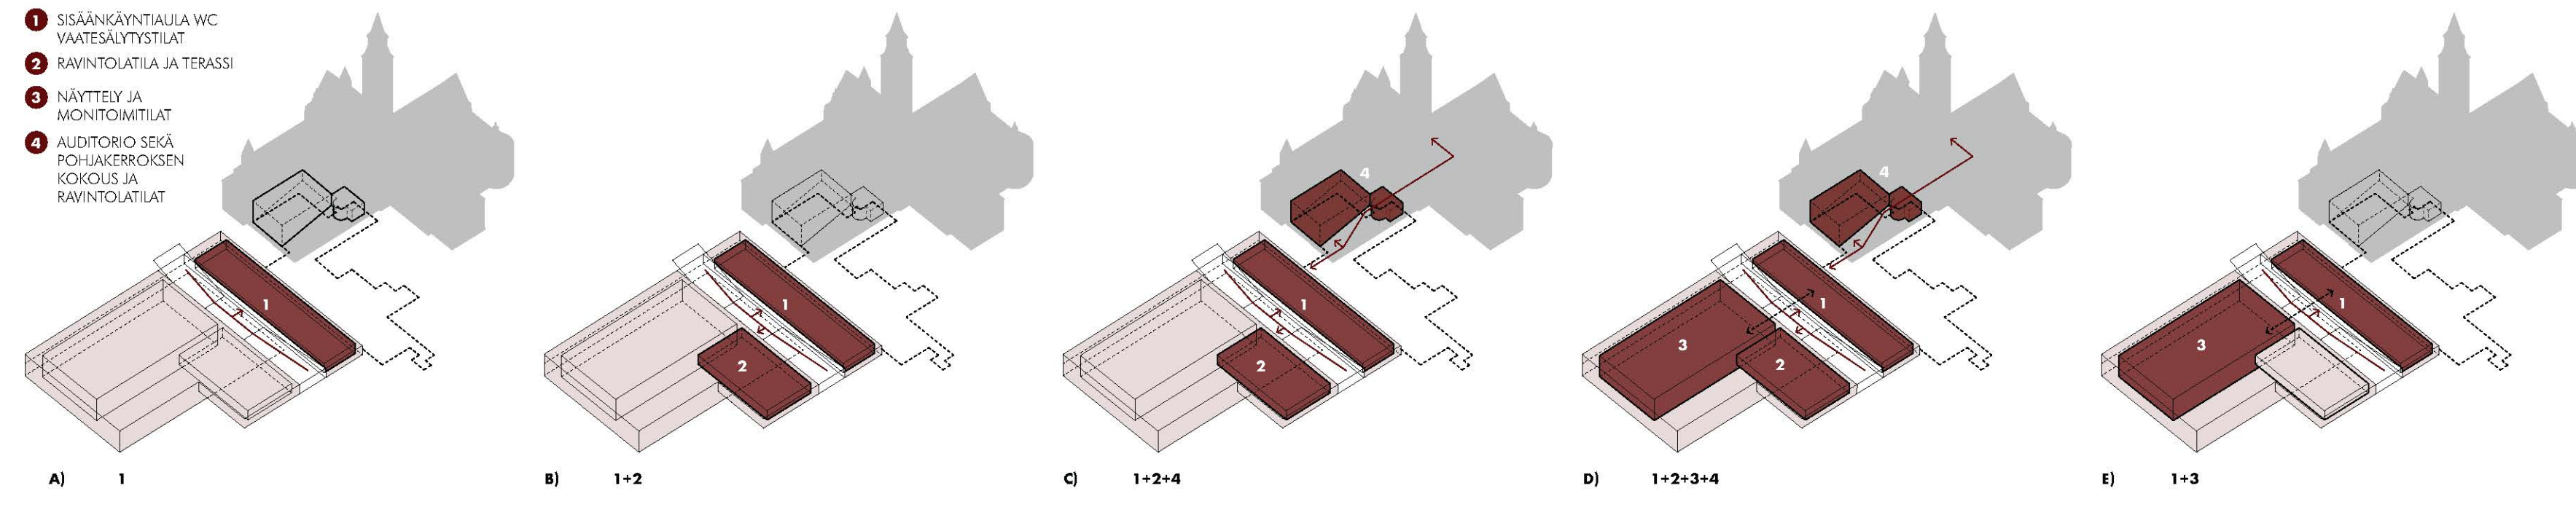 1 SISÄÄNKÄYNTIAULA WC
VAATESÄLYTYSTILAT
2 RAVINTOLATILA JA TERASSI
3 NÄYTTELY JA
MONITOIMITILAT
4 AUDITORIO SEKÄ
POHJAKERROKSEN
KOKOUS JA
RAVINTOLATILAT
1
A) 1
1
2
B) 1+2
4
1
2
C) 1+2+4
4
1
3
2
D) 1+2+3+4
1
3
E) 1+3